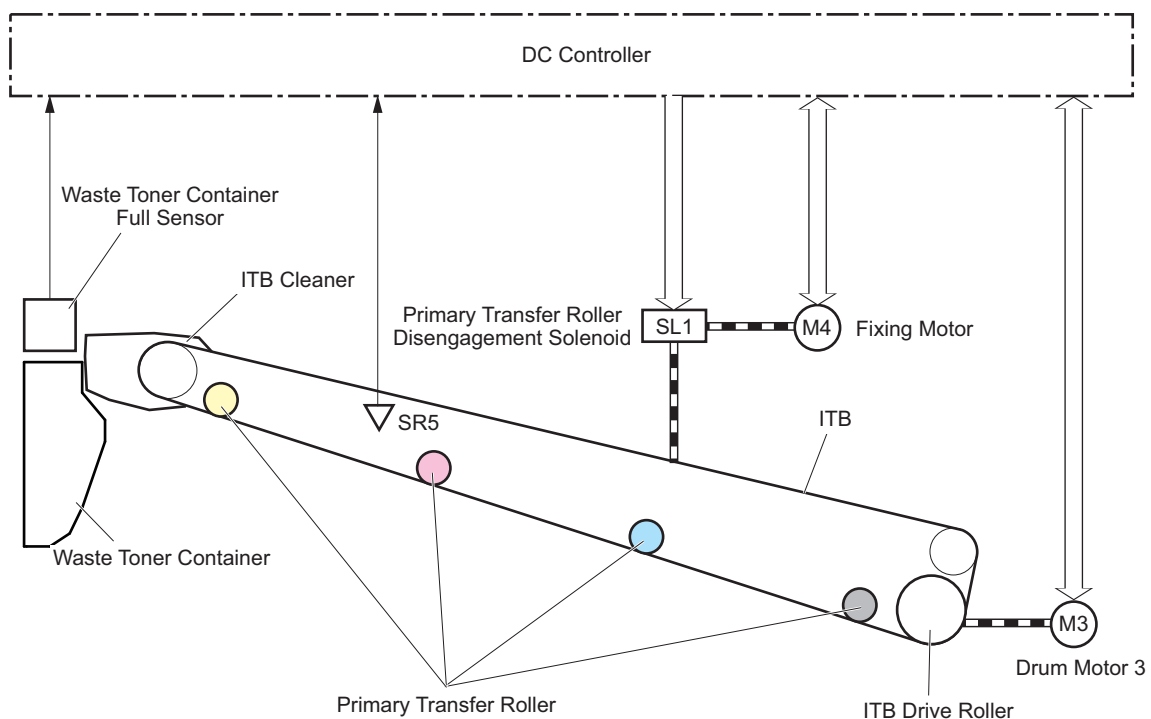 DC Controller
Waste Toner Container
Full Sensor
ITB Cleaner
Primary Transfer Roller
Disengagement Solenoid
SL1
M4
Fixing Motor
SR5
ITB
Waste Toner Container
M3
Drum Motor 3
Primary Transfer Roller
ITB Drive Roller